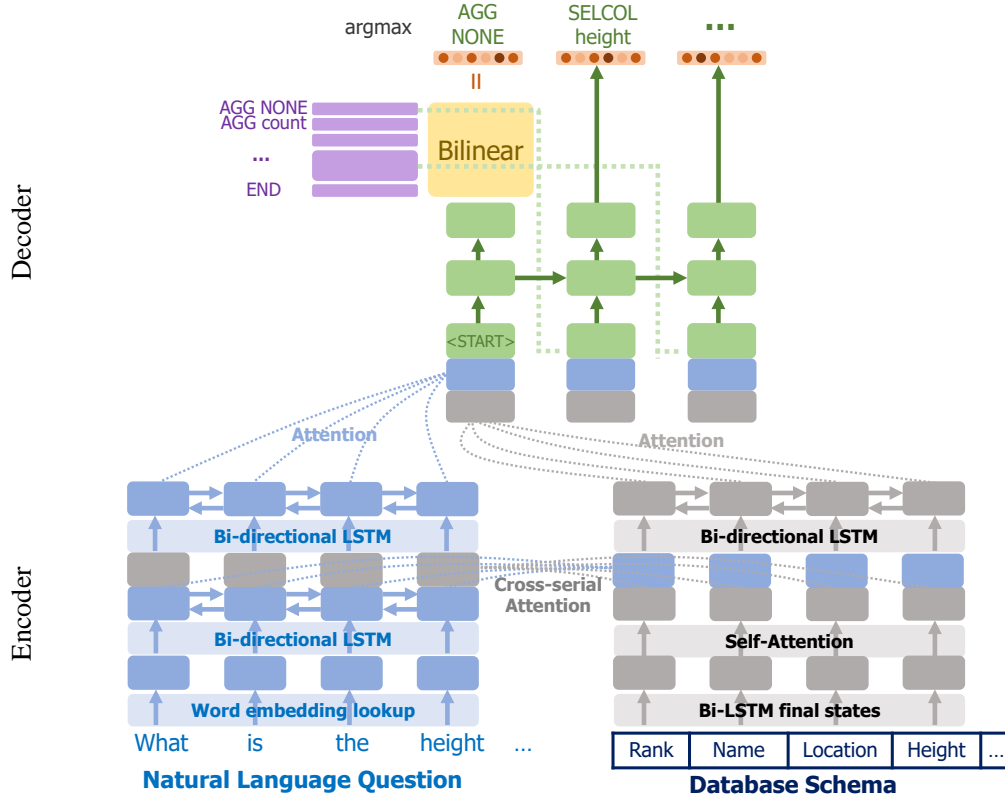 argmax
AGG
NONE
SELCOL
height
...
AGG NONE
AGG count
...
END
Bilinear
Decoder
<START>
Attention
Attention
Bi-directional LSTM
Bi-directional LSTM
Cross-serial
Attention
Encoder
Bi-directional LSTM
Self-Attention
Word embedding lookup
Bi-LSTM final states
What is the height ...
Rank Name Location Height ...
Natural Language Question
Database Schema